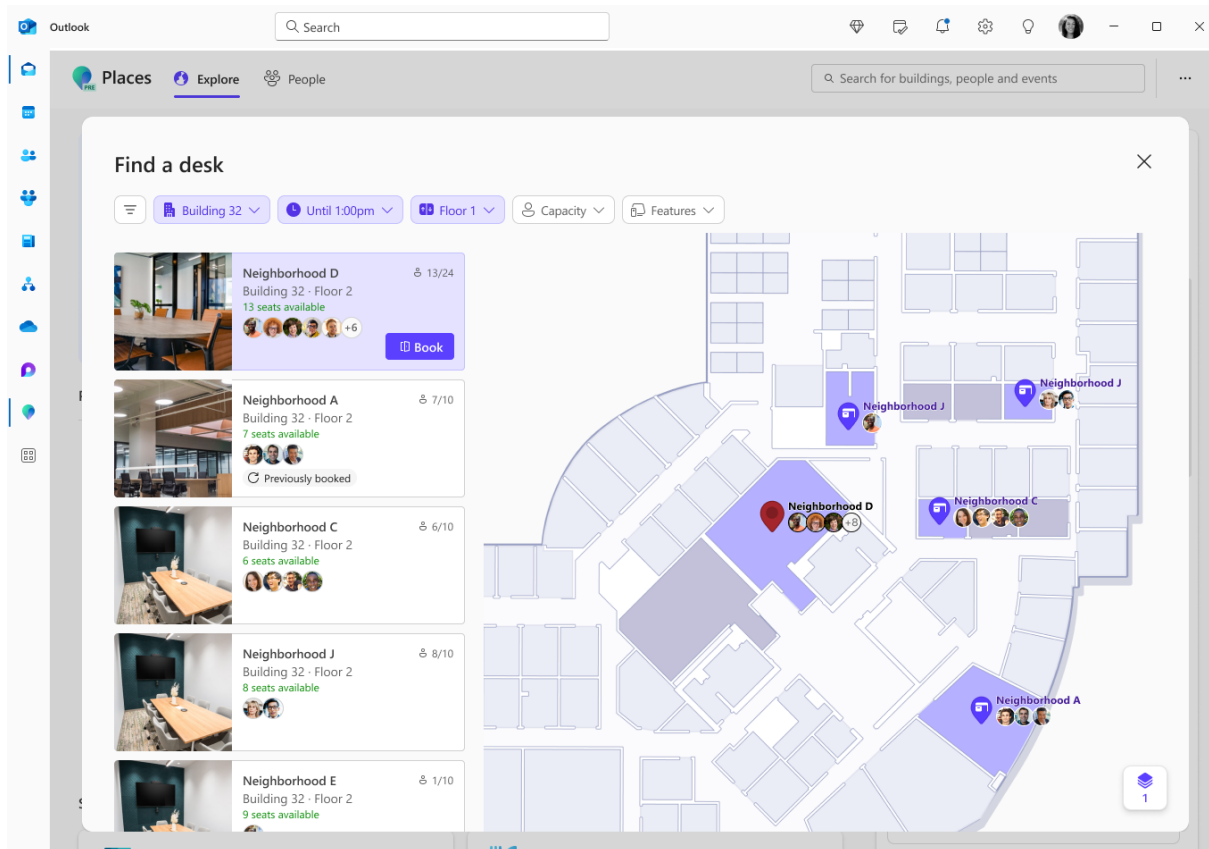 Outlook
Search
Places
PRE
Explore
People
Search for buildings, people and events
Find a desk
Building 32
Until 1:00pm
Floor 1
Capacity
Features
Neighborhood D
13/24
Building 32 · Floor 2
13 seats available
+6
Book
Neighborhood A
7/10
Building 32 · Floor 2
7 seats available
Previously booked
Neighborhood C
6/10
Building 32 · Floor 2
6 seats available
Neighborhood J
8/10
Building 32 · Floor 2
8 seats available
Neighborhood E
1/10
Building 32 · Floor 2
9 seats available
Neighborhood J
Neighborhood J
Neighborhood C
Neighborhood D
+8
Neighborhood A
1